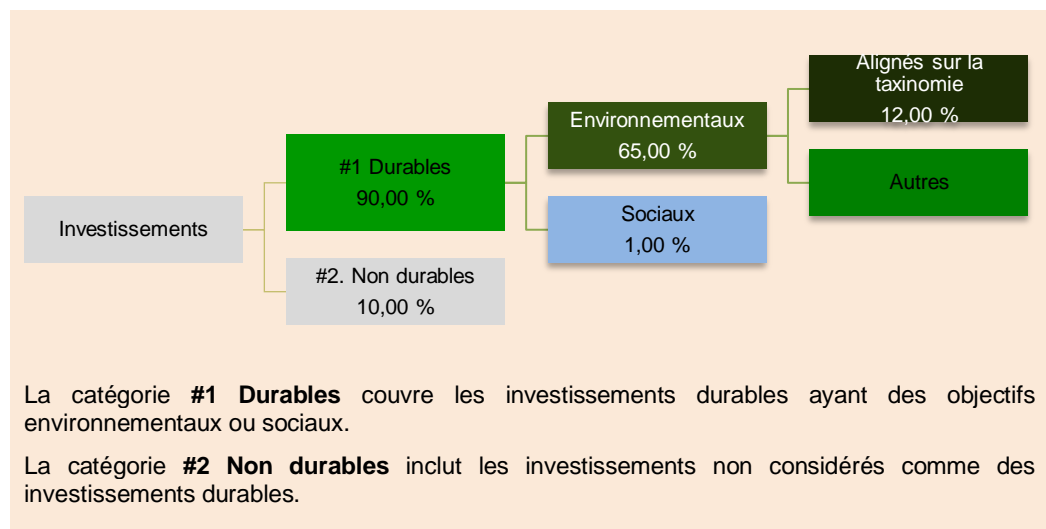 Alignés sur la
taxinomie
12,00 %
Environnementaux
65,00 %
#1 Durables
90,00 %
Autres
Sociaux
1,00 %
Investissements
#2. Non durables
10,00 %
La catégorie #1 Durables couvre les investissements durables ayant des objectifs
environnementaux ou sociaux.
La catégorie #2 Non durables inclut les investissements non considérés comme des
investissements durables.